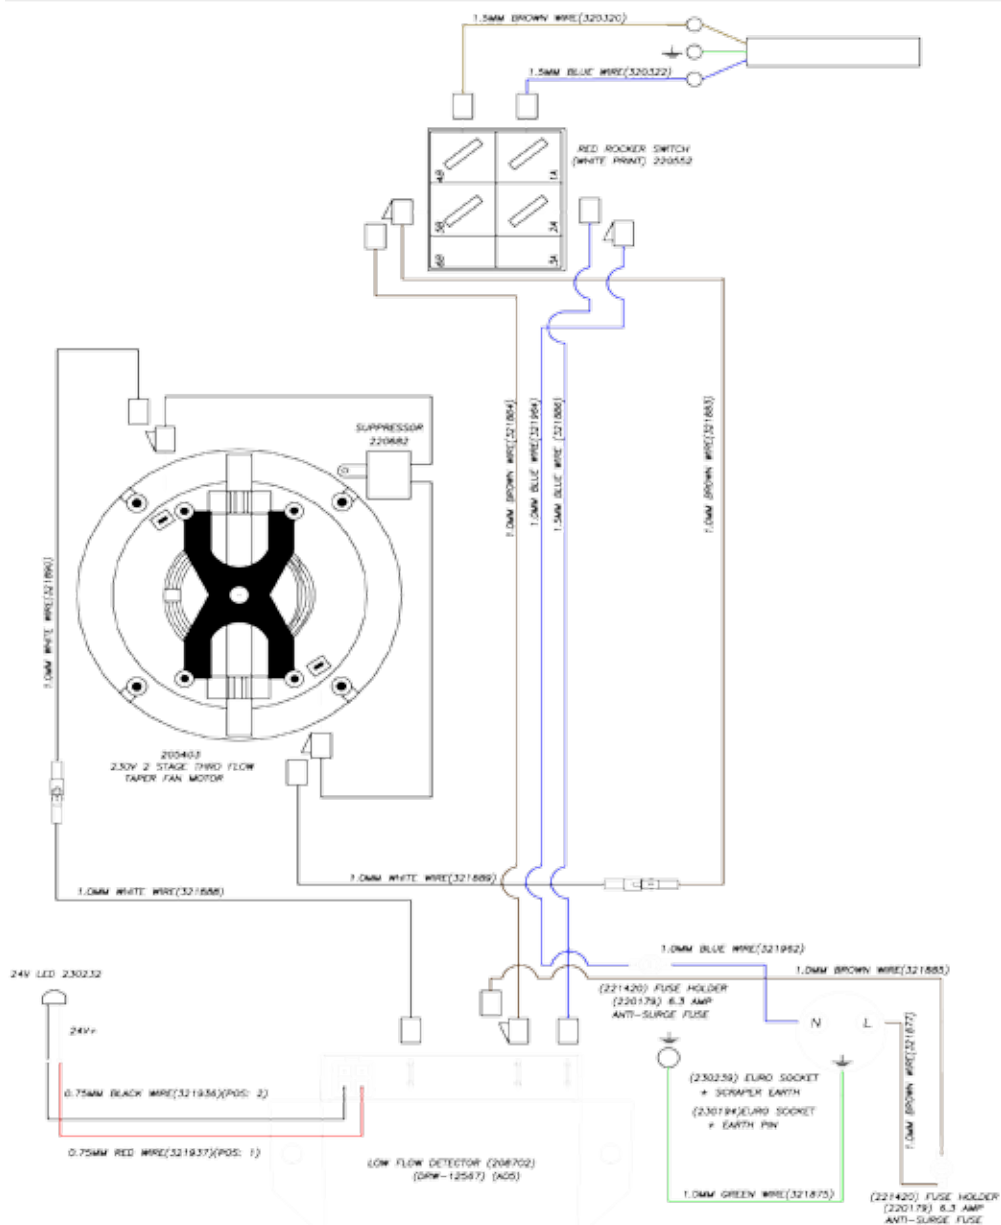 1.5MM BROWN WIRE(320320)
1.5MM BLUE WIRE(320322)
RED ROCKER SWITCH
(WHITE PRINT) 220552
4B
1A
5B
2A
6B
3A
SUPPRESSOR
220682
1.0MM BROWN WIRE(321884)
1.0MM BLUE WIRE(321964)
1.5MM BLUE WIRE (321886)
1.0MM BROWN WIRE(321883)
1.0MM WHITE WIRE(321890)
205403
230V 2 STAGE THRO FLOW
TAPER FAN MOTOR
1.0MM WHITE WIRE(321888)
1.0MM WHITE WIRE(321889)
24V LED 230232
24V+
1.0MM BLUE WIRE(321962)
1.0MM BROWN WIRE(321885)
(221420) FUSE HOLDER
(220179) 6.3 AMP
ANTI-SURGE FUSE
N
L
1.0MM BROWN WIRE(321877)
(230239) EURO SOCKET
+ SCRAPER EARTH
(230194)EURO SOCKET
+ EARTH PIN
0.75MM BLACK WIRE(321936)(POS: 2)
0.75MM RED WIRE(321937)(POS: 1)
LOW FLOW DETECTOR (208702)
(DRW-12567) (AD5)
1.0MM GREEN WIRE(321875)
(221420) FUSE HOLDER
(220179) 6.3 AMP
ANTI-SURGE FUSE